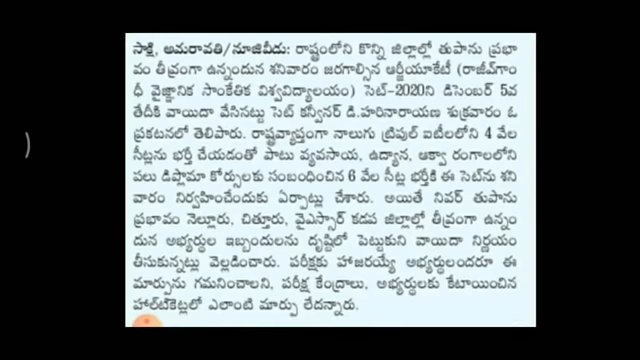 సాక్షి, అమరావతి/నూజివీడు: రాష్ట్రంలోని కొన్ని జిల్లాల్లో తుపాను ప్రభా
వం తీవ్రంగా ఉన్నందున శనివారం జరగాల్సిన ఆర్జీయూకేటీ (రాజీవ్‌గాం
ధీ వైజ్ఞానిక సాంకేతిక విశ్వవిద్యాలయం) సెట్-2020ని డిసెంబర్ 5వ
తేదీకి వాయిదా వేసినట్టు సెట్ కన్వీనర్ డి.హరినారాయణ శుక్రవారం ఓ
ప్రకటనలో తెలిపారు. రాష్ట్రవ్యాప్తంగా నాలుగు ట్రిపుల్ ఐటీలలోని 4 వేల
సీట్లను భర్తీ చేయడంతో పాటు వ్యవసాయ, ఉద్యాన, ఆక్వా రంగాలలోని
పలు డిప్లొమా కోర్సులకు సంబంధించిన 6 వేల సీట్ల భర్తీకి ఈ సెట్‌ను శని
వారం నిర్వహించేందుకు ఏర్పాట్లు చేశారు. అయితే నివర్ తుపాను
ప్రభావం నెల్లూరు, చిత్తూరు, వైఎస్సార్ కడప జిల్లాల్లో తీవ్రంగా ఉన్నం
దున అభ్యర్థుల ఇబ్బందులను దృష్టిలో పెట్టుకుని వాయిదా నిర్ణయం
తీసుకున్నట్లు వెల్లడించారు. పరీక్షకు హాజరయ్యే అభ్యర్థులందరూ ఈ
మార్పును గమనించాలని, పరీక్ష కేంద్రాలు, అభ్యర్థులకు కేటాయించిన
హాల్‌టికెట్లలో ఎలాంటి మార్పు లేదన్నారు.